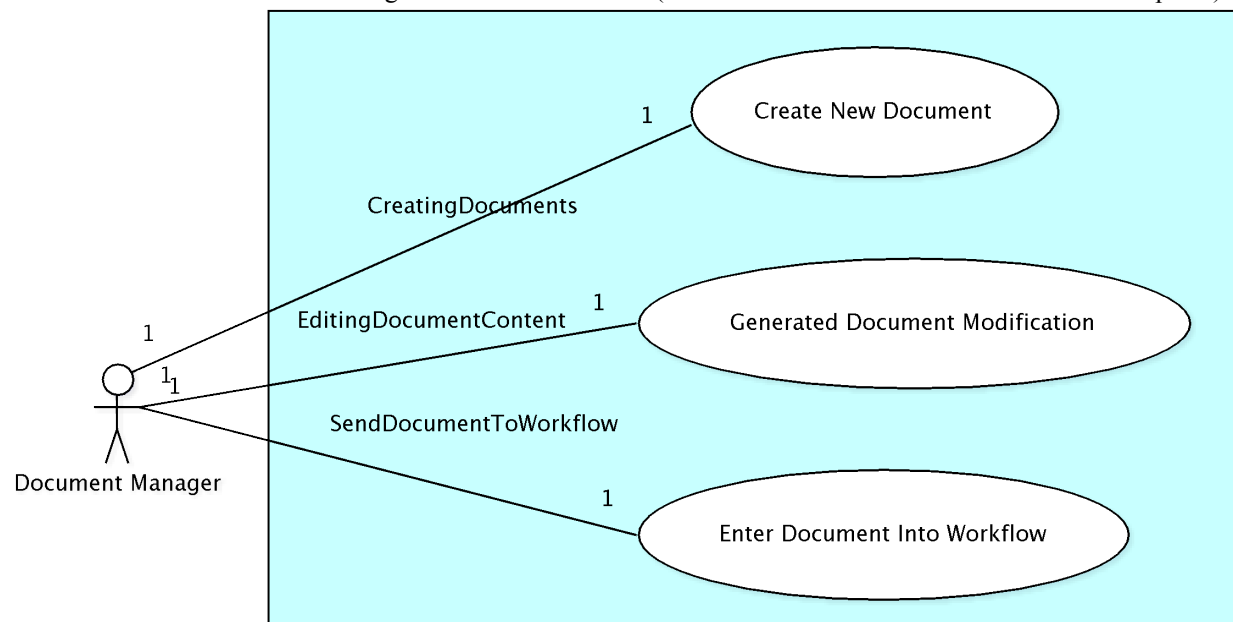 1
Create New Document
CreatingDocuments
1
EditingDocumentContent
1
Generated Document Modification
1
1
SendDocumentToWorkflow
Document Manager
1
Enter Document Into Workflow